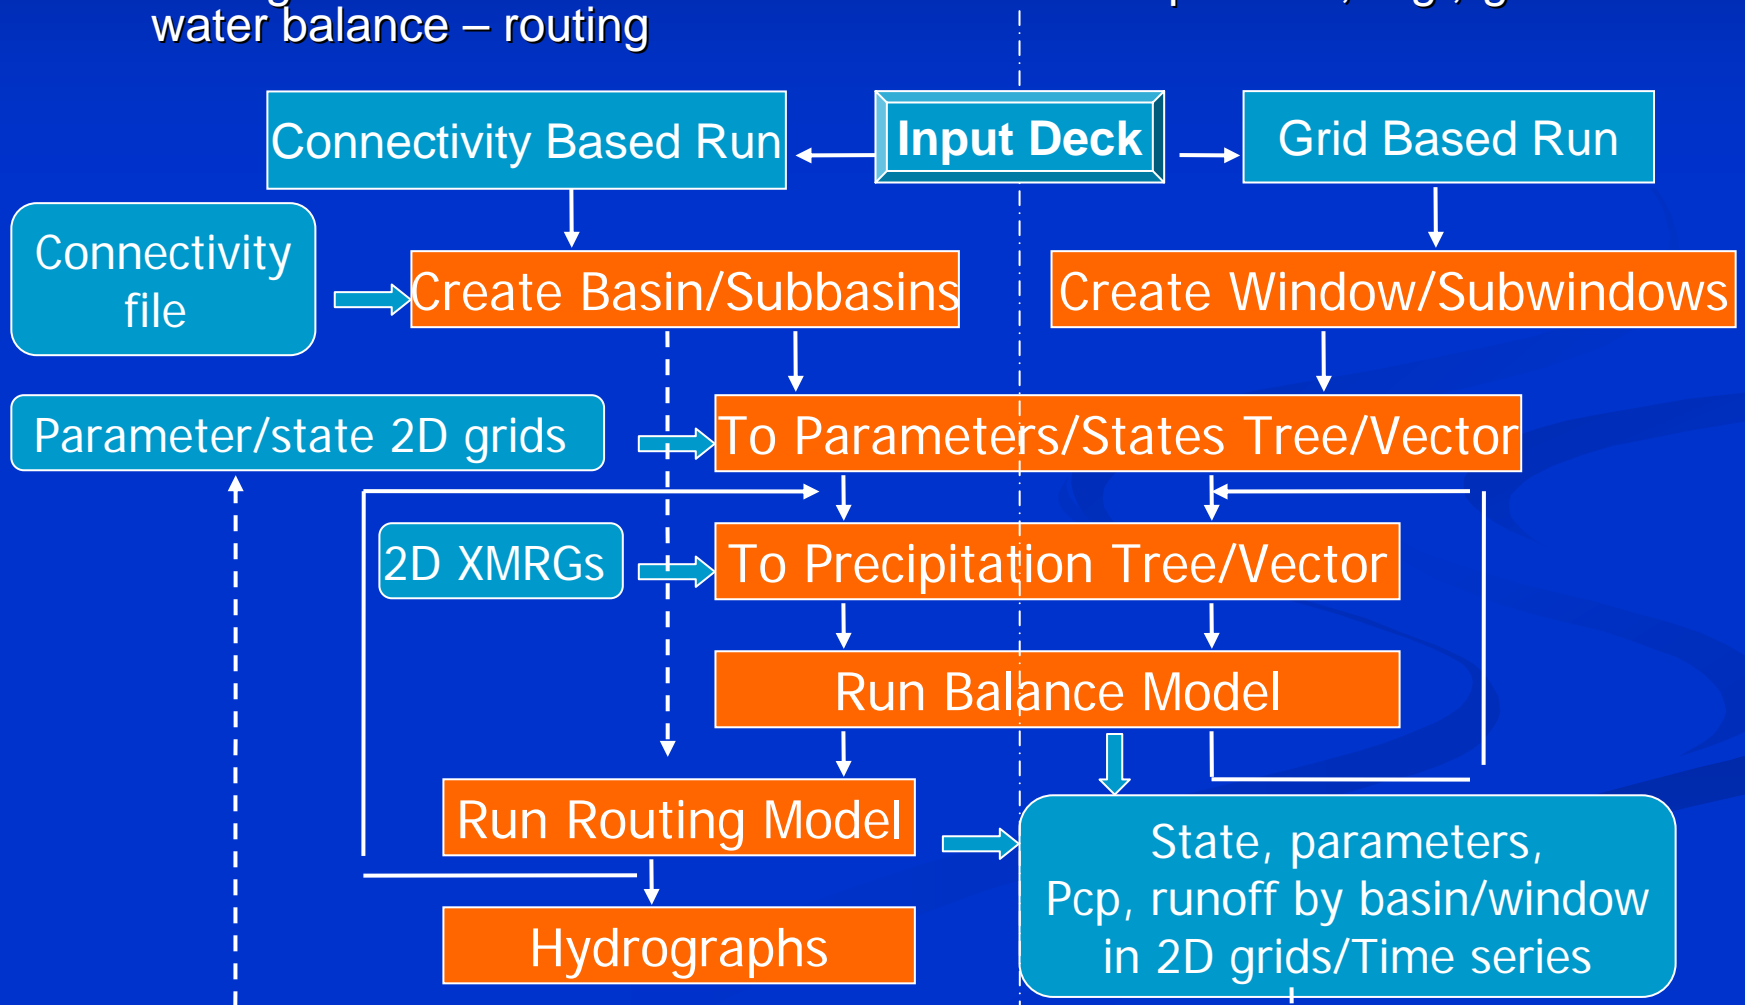 water balance – routing
Connectivity Based Run
Input Deck
Grid Based Run
Connectivity
file
Create Basin/Subbasins
Create Window/Subwindows
Parameter/state 2D grids
To Parameters/States Tree/Vector
2D XMRGs
To Precipitation Tree/Vector
Run Balance Model
Run Routing Model
State, parameters,
Pcp, runoff by basin/window
in 2D grids/Time series
Hydrographs